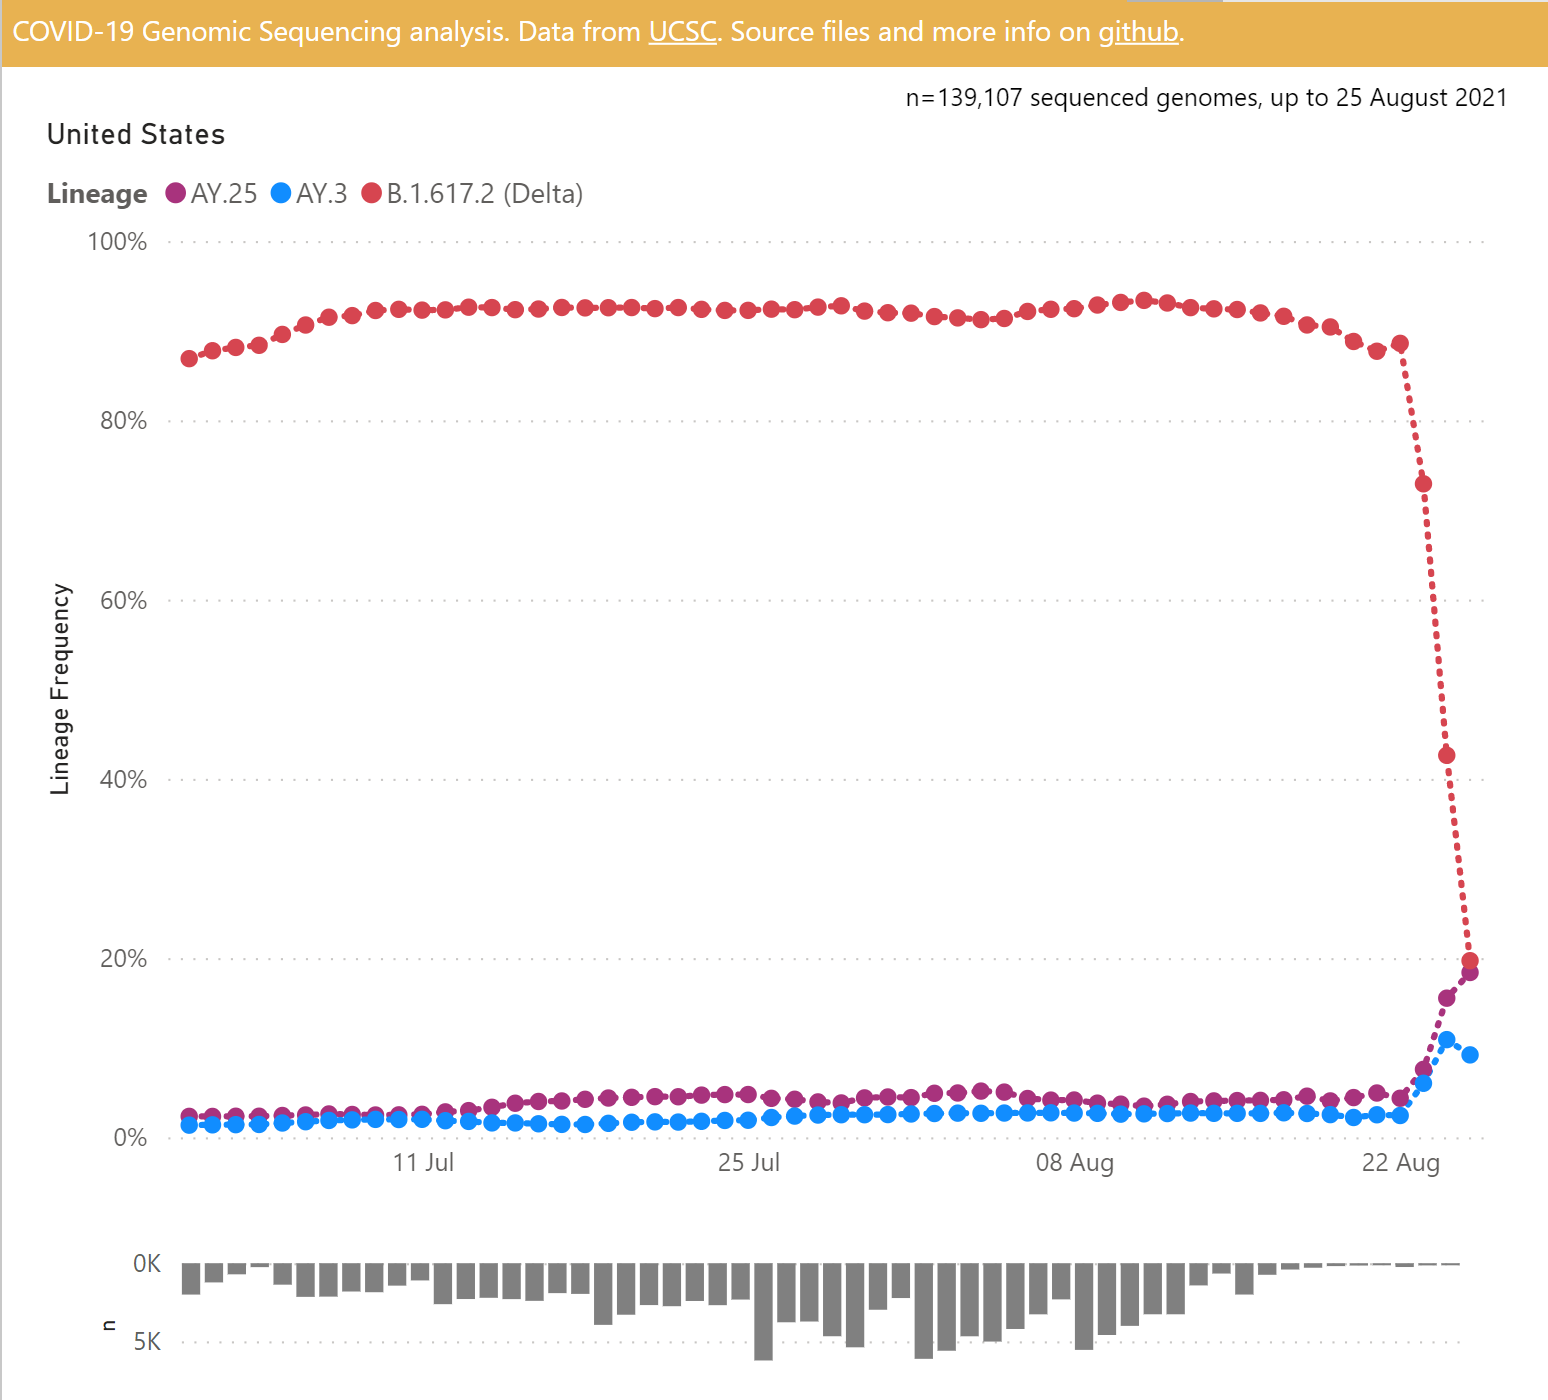 COVID-19 Genomic Sequencing analysis. Data from UCSC. Source files and more info on github.
n=139,107 sequenced genomes, up to 25 August 2021
United States
Lineage AY.25 AY.3 B.1.617.2 (Delta)
100%
80%
60%
40%
20%
0%
Lineage Frequency
11 Jul 25 Jul 08 Aug 22 Aug
0K
5K
n